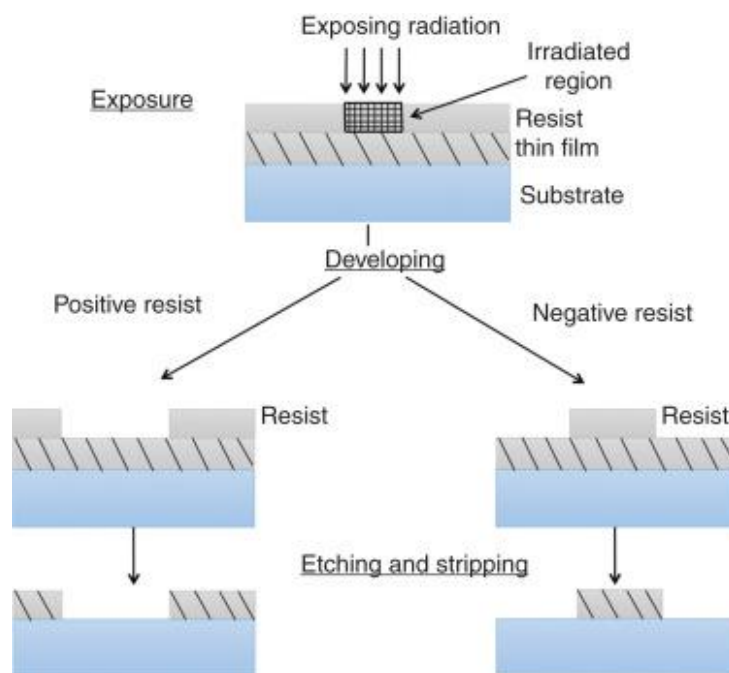 Exposing radiation
Irradiated
region
Exposure
Resist
thin film
Substrate
Developing
Positive resist
Negative resist
Resist
Resist
Etching and stripping